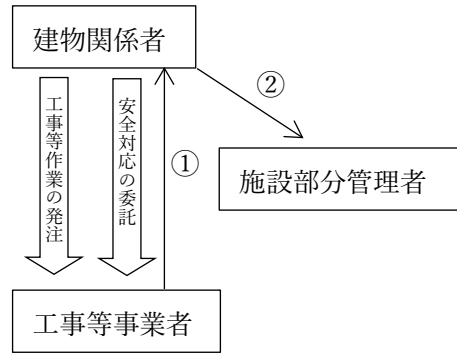 建物関係者
②
工事等作業の発注
安全対応の委託
①
施設部分管理者
工事等事業者